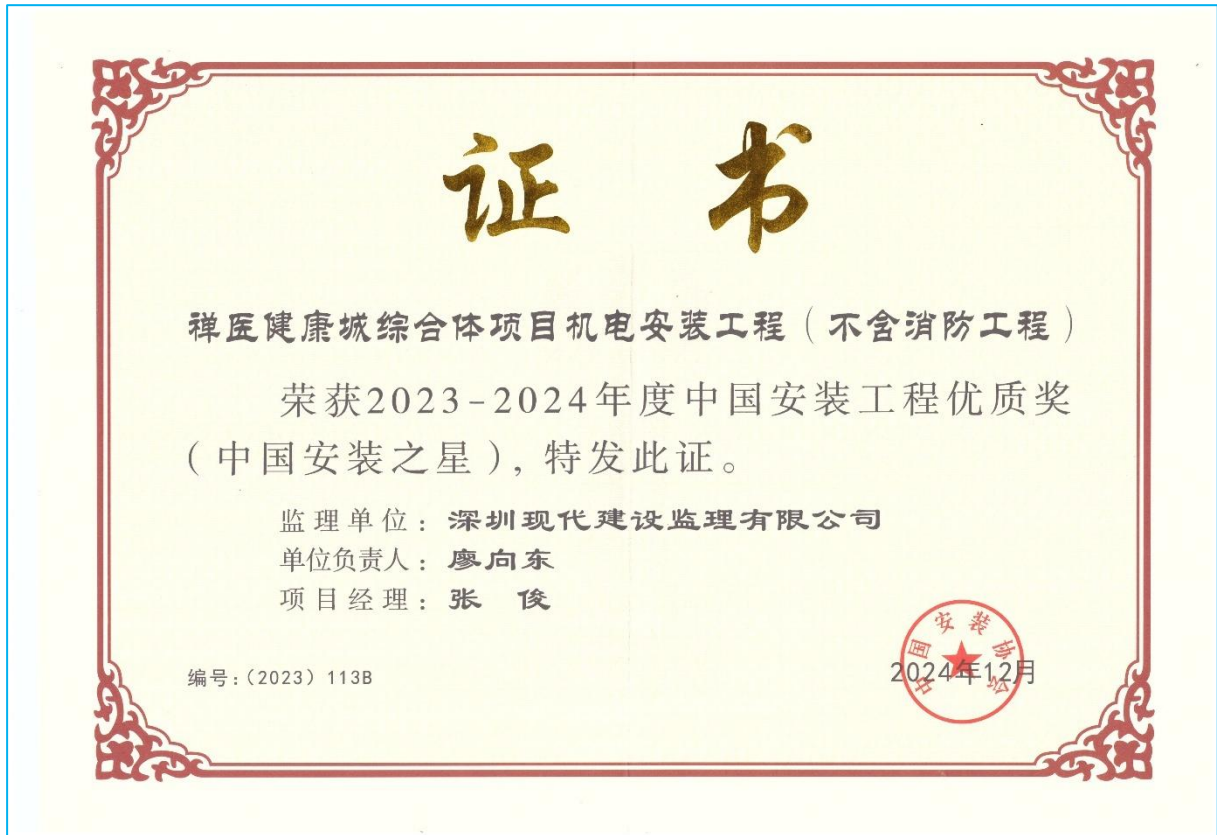 证 书
禅医健康城综合体项目机电安装工程（不含消防工程）
荣获2023-2024年度中国安装工程优质奖
（中国安装之星），特发此证。
监理单位：深圳现代建设监理有限公司
单位负责人：廖向东
项目经理：张 俊
编号：（2023）113B
中国安装协会
2024年12月